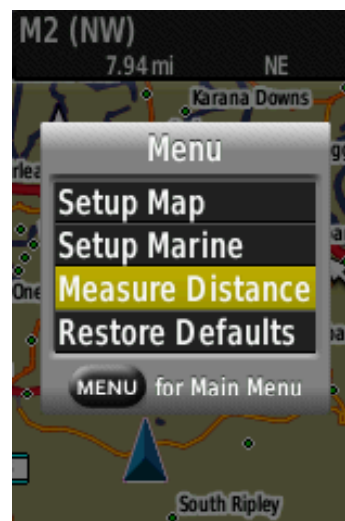 M2 (NW)
7.94 mi NE
Karana Downs
Menu
Setup Map
Setup Marine
Measure Distance
Restore Defaults
MENU for Main Menu
South Ripley